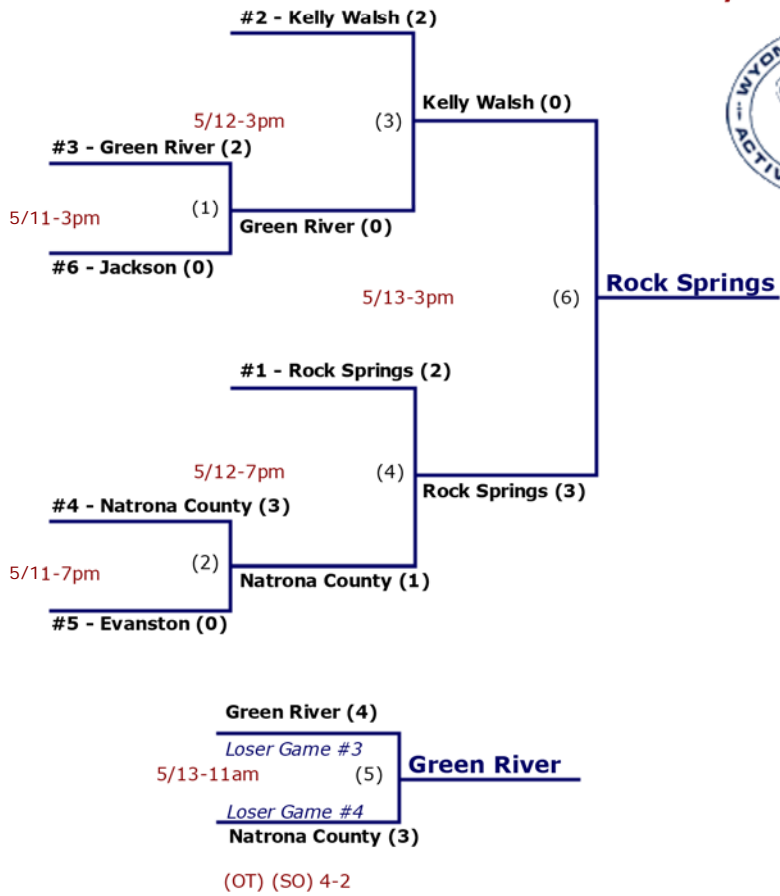 #2 - Kelly Walsh (2)
WYOM
ACTIV
Kelly Walsh (0)
5/12-3pm
(3)
#3 - Green River (2)
5/11-3pm
(1)
Green River (0)
#6 - Jackson (0)
Rock Springs
5/13-3pm
(6)
#1 - Rock Springs (2)
5/12-7pm
(4)
Rock Springs (3)
#4 - Natrona County (3)
5/11-7pm
(2)
Natrona County (1)
#5 - Evanston (0)
Green River (4)
Loser Game #3
5/13-11am
(5)
Green River
Loser Game #4
Natrona County (3)
(OT) (SO) 4-2